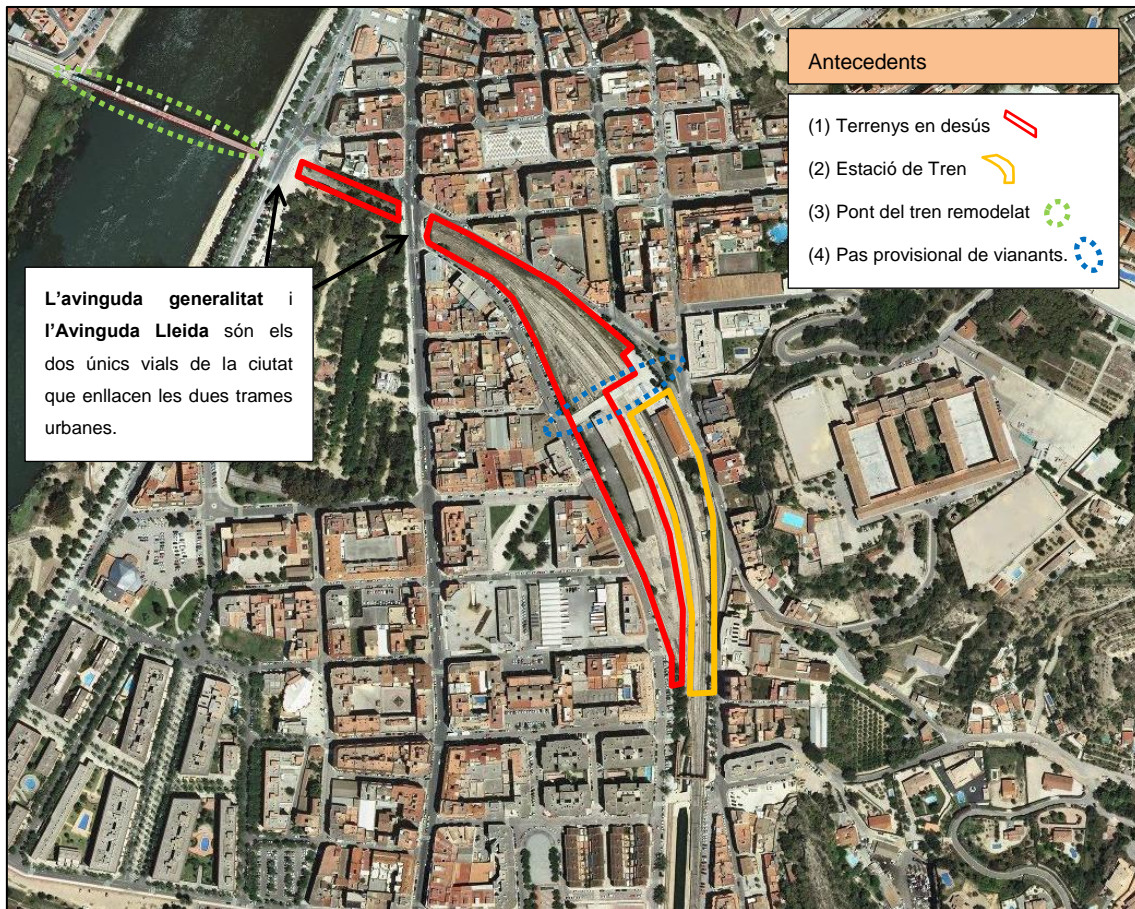 Antecedents
(1) Terrenys en desús
(2) Estació de Tren
(3) Pont del tren remodelat
(4) Pas provisional de vianants.
L'avinguda generalitat i
l'Avinguda Lleida són els
dos únics vials de la ciutat
que enllacen les dues trames
urbanes.